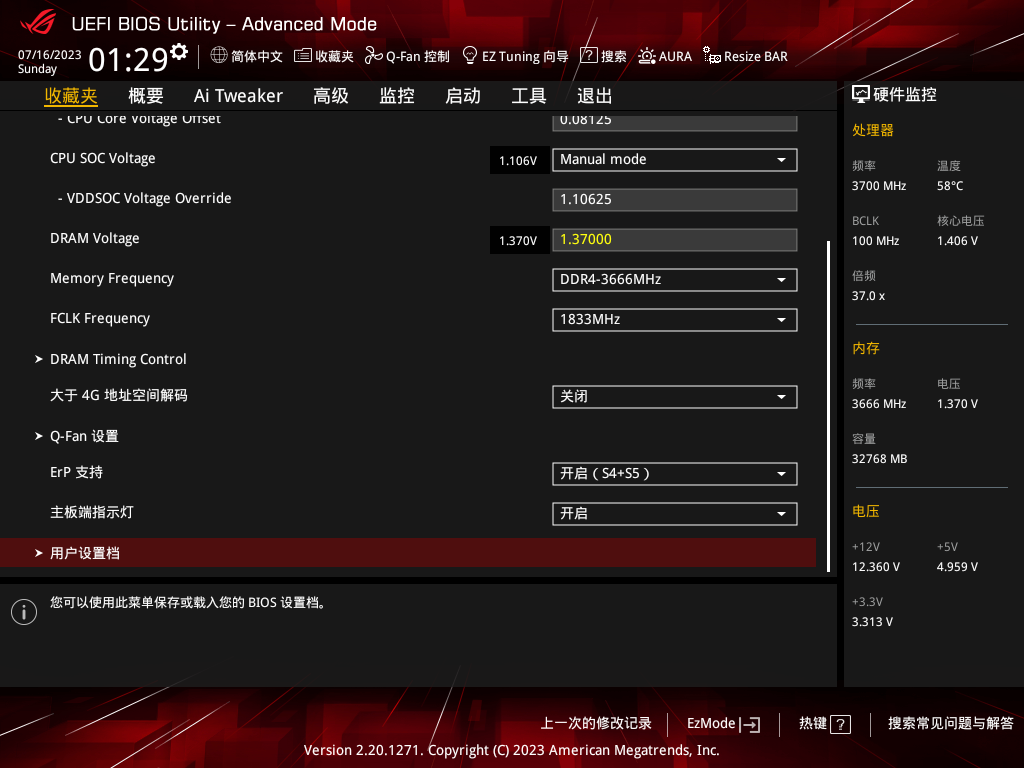 UEFI BIOS Utility – Advanced Mode
07/16/2023
Sunday
01:29
简体中文
收藏夹
Q-Fan 控制
EZ Tuning 向导
搜索
AURA
Resize BAR
收藏夹 概要 Ai Tweaker 高级 监控 启动 工具 退出
- CPU Core Voltage Offset 0.08125
CPU SOC Voltage 1.106V Manual mode
- VDDSOC Voltage Override 1.10625
DRAM Voltage 1.370V 1.37000
Memory Frequency DDR4-3666MHz
FCLK Frequency 1833MHz
DRAM Timing Control
大于 4G 地址空间解码 关闭
Q-Fan 设置
ErP 支持 开启（S4+S5）
主板端指示灯 开启
用户设置档
您可以使用此菜单保存或载入您的 BIOS 设置档。
硬件监控
处理器
频率 温度
3700 MHz 58°C
BCLK 核心电压
100 MHz 1.406 V
倍频
37.0 x
内存
频率 电压
3666 MHz 1.370 V
容量
32768 MB
电压
+12V +5V
12.360 V 4.959 V
+3.3V
3.313 V
上一次的修改记录 EzMode 热键 ? 搜索常见问题与解答
Version 2.20.1271. Copyright (C) 2023 American Megatrends, Inc.